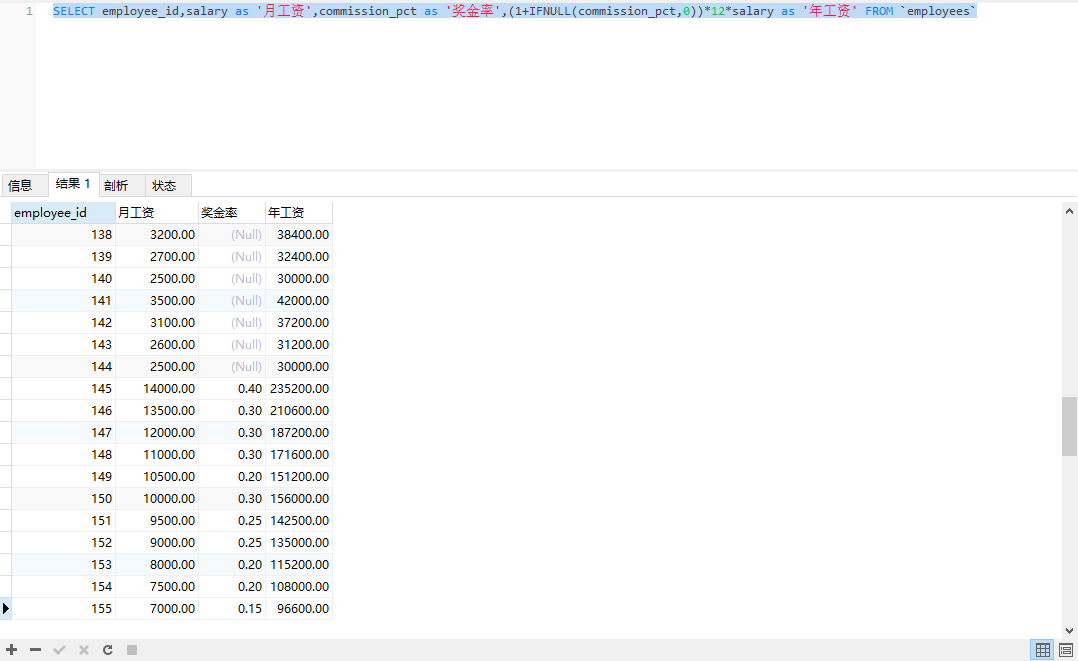 1 SELECT employee_id,salary as '月工资',commission_pct as '奖金率',(1+IFNULL(commission_pct,0))*12*salary as '年工资' FROM `employees`
信息 结果 1 剖析 状态
employee_id 月工资 奖金率 年工资
138 3200.00 (Null) 38400.00
139 2700.00 (Null) 32400.00
140 2500.00 (Null) 30000.00
141 3500.00 (Null) 42000.00
142 3100.00 (Null) 37200.00
143 2600.00 (Null) 31200.00
144 2500.00 (Null) 30000.00
145 14000.00 0.40 235200.00
146 13500.00 0.30 210600.00
147 12000.00 0.30 187200.00
148 11000.00 0.30 171600.00
149 10500.00 0.20 151200.00
150 10000.00 0.30 156000.00
151 9500.00 0.25 142500.00
152 9000.00 0.25 135000.00
153 8000.00 0.20 115200.00
154 7500.00 0.20 108000.00
155 7000.00 0.15 96600.00